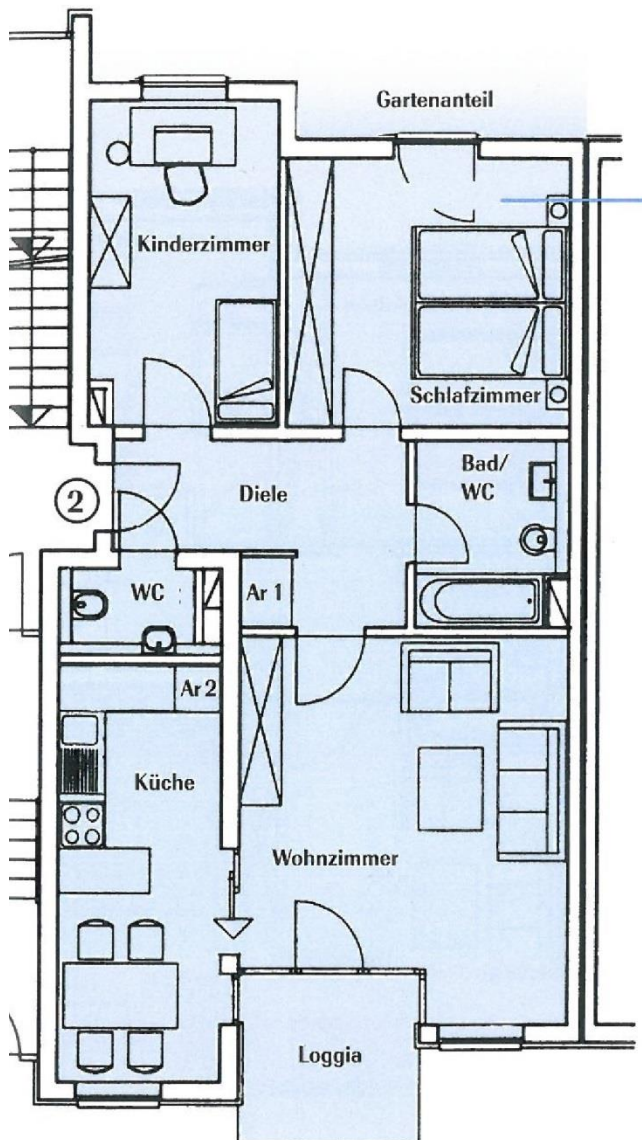 Gartenanteil
Kinderzimmer
Schlafzimmer
Bad/
WC
Diele
2
WC
Ar 1
Ar 2
Küche
Wohnzimmer
Loggia